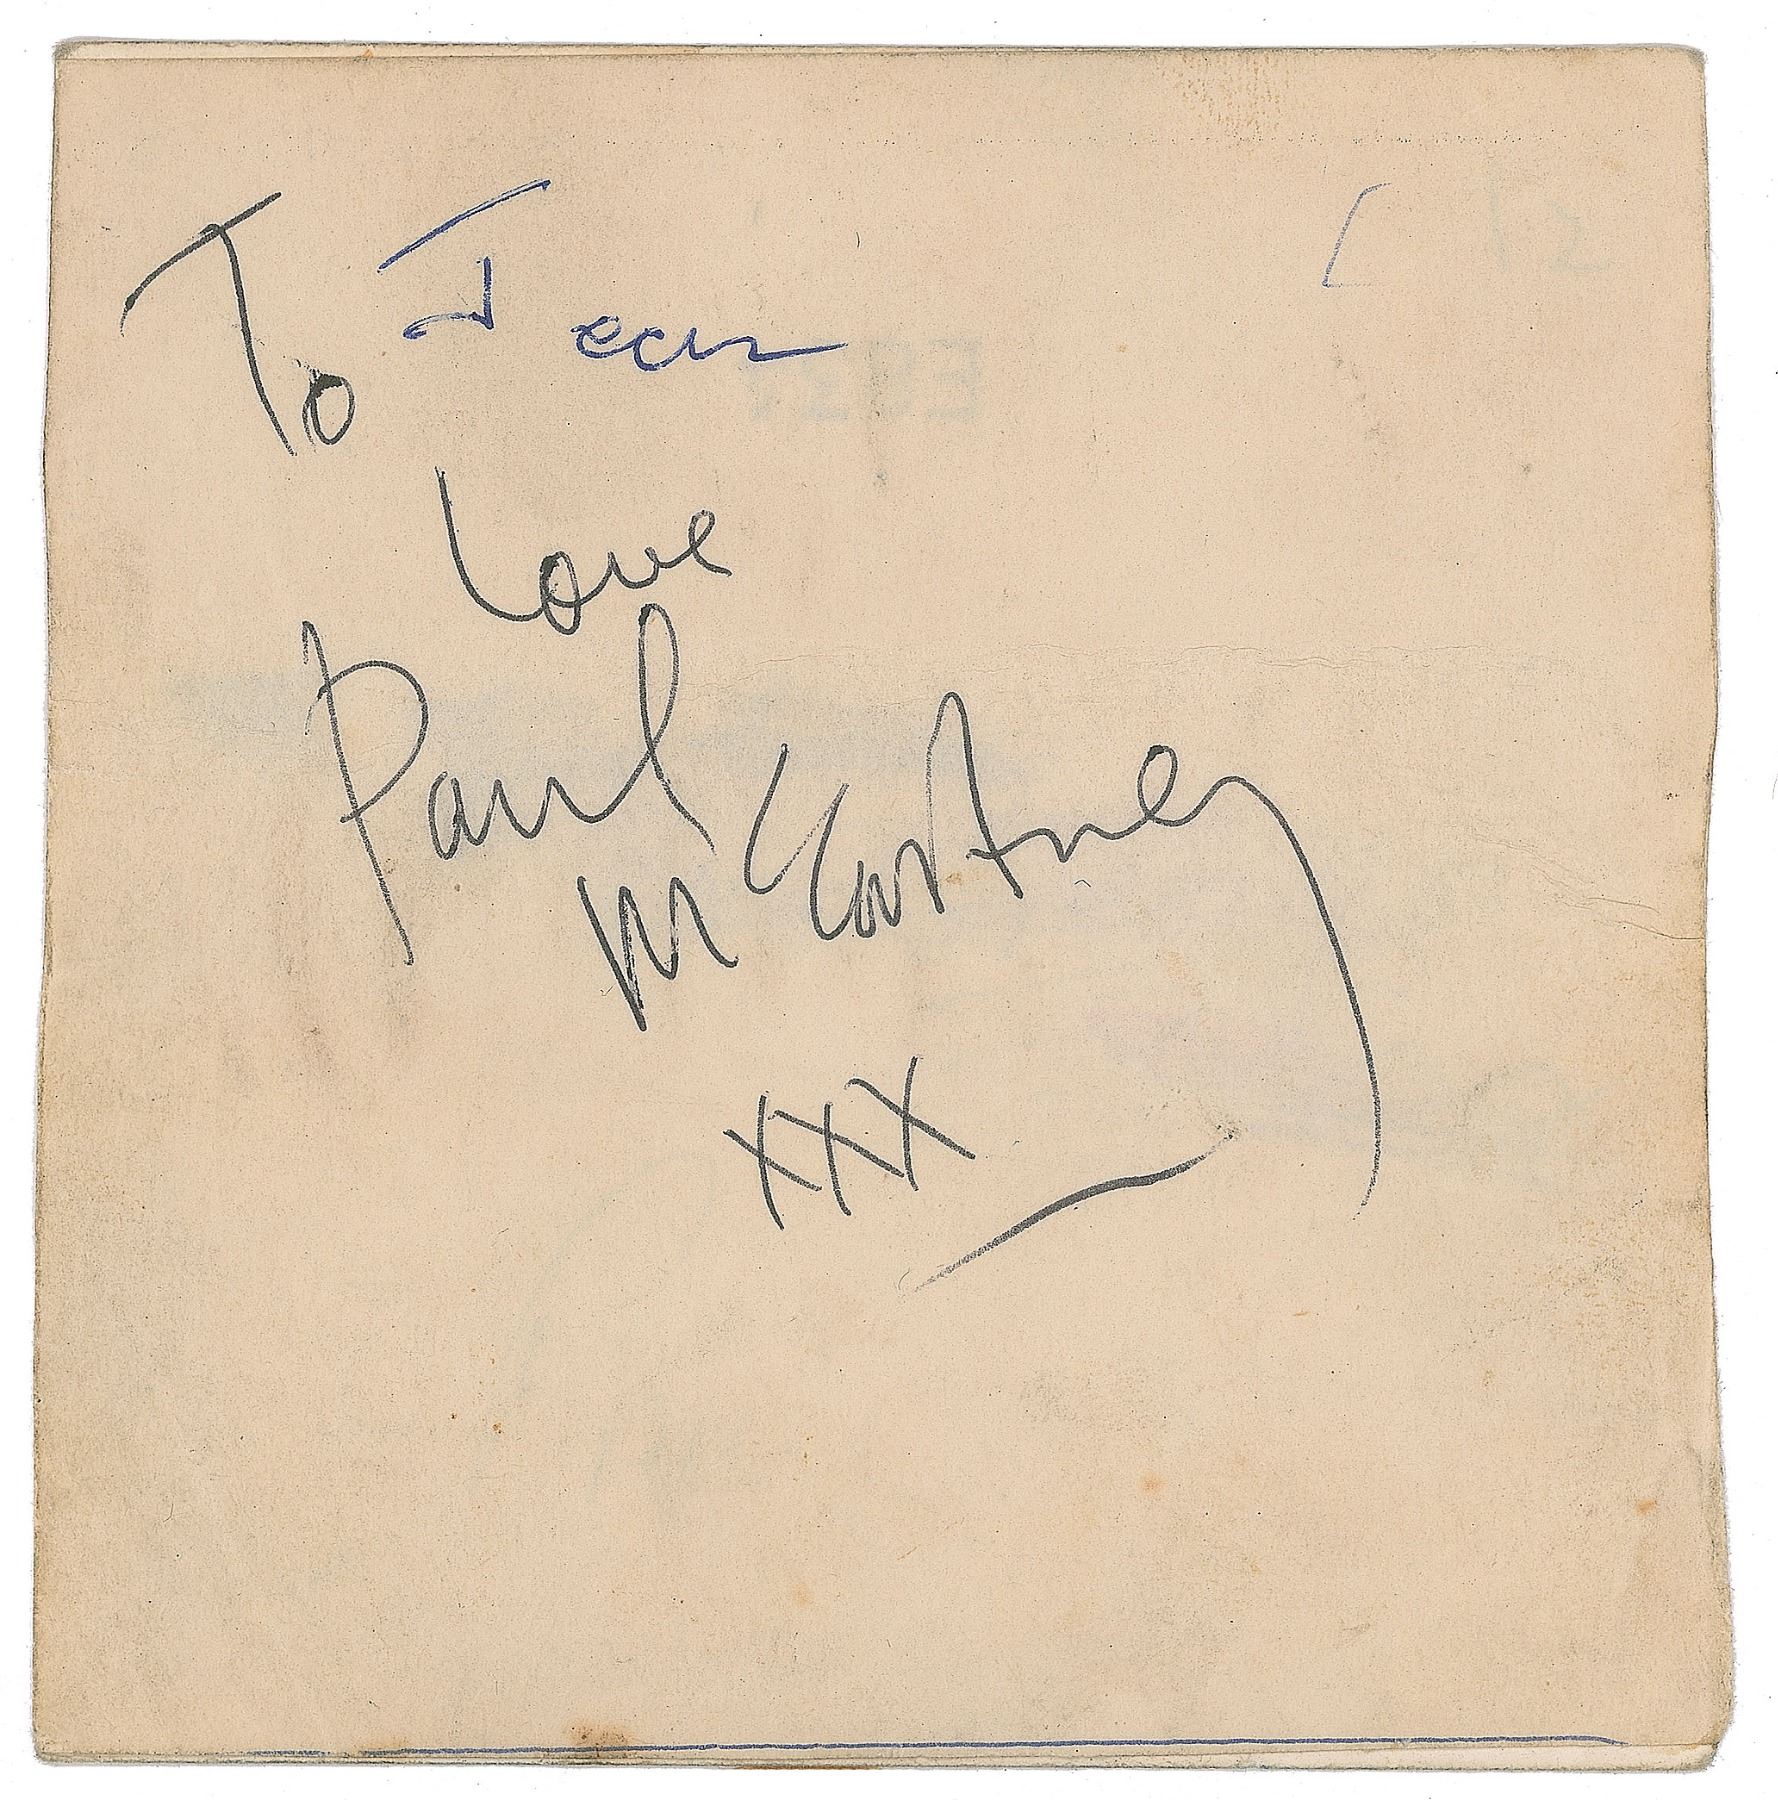 To Jean
love
Paul
McCartney
xxx